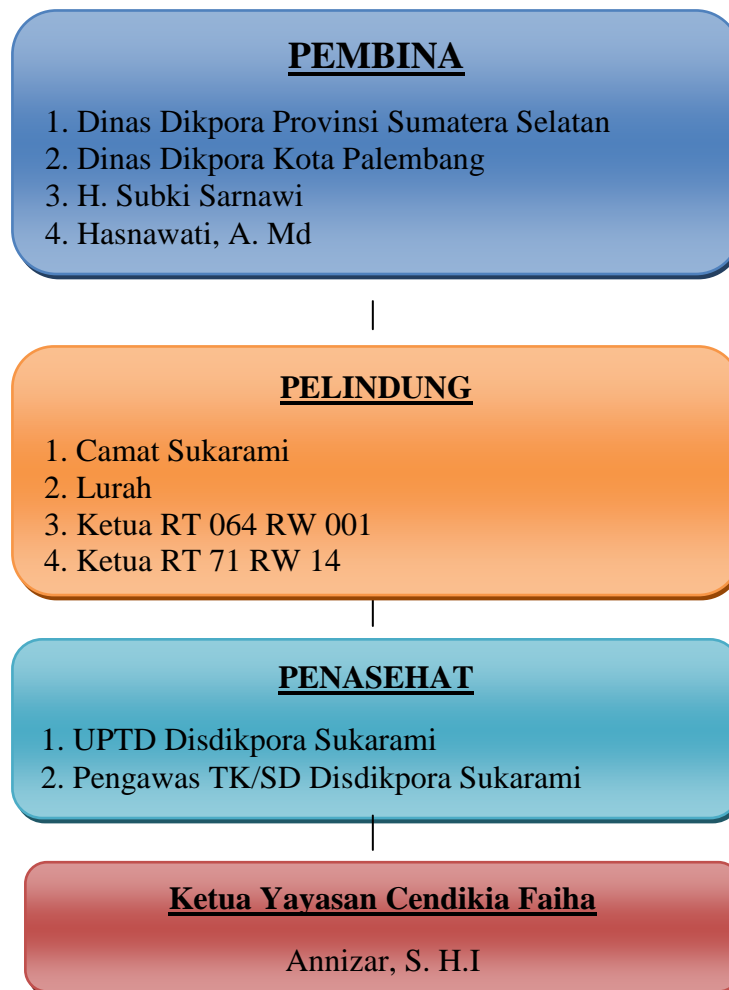 PEMBINA
1. Dinas Dikpora Provinsi Sumatera Selatan
2. Dinas Dikpora Kota Palembang
3. H. Subki Sarnawi
4. Hasnawati, A. Md
PELINDUNG
1. Camat Sukarami
2. Lurah
3. Ketua RT 064 RW 001
4. Ketua RT 71 RW 14
PENASEHAT
1. UPTD Disdikpora Sukarami
2. Pengawas TK/SD Disdikpora Sukarami
Ketua Yayasan Cendikia Faiha
Annizar, S. H.I